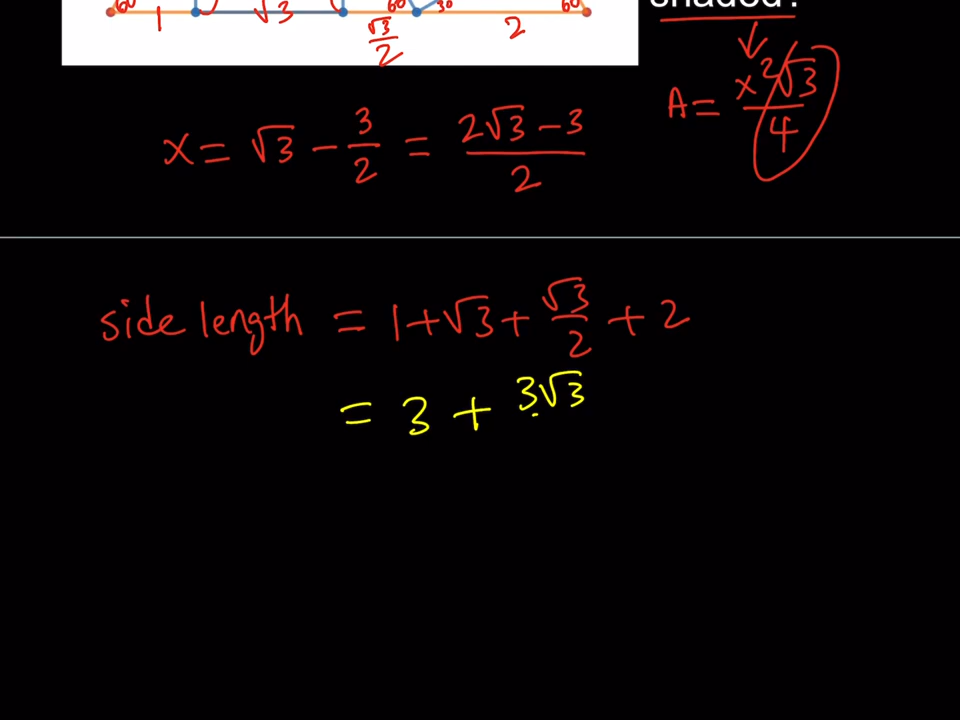 shaded?
60 1 √3 60 30 2 60
√3/2
A = x²√3/4
x = √3 − 3/2 = (2√3 − 3)/2
side length = 1 + √3 + √3/2 + 2
= 3 + 3√3